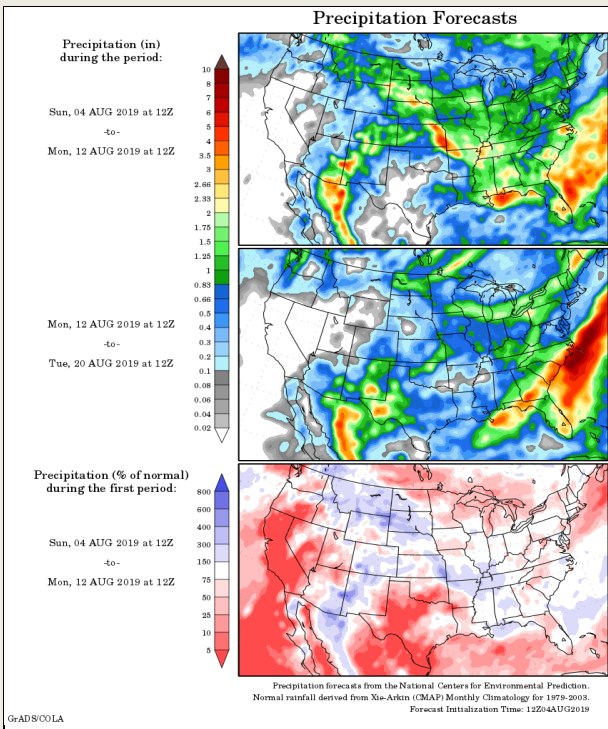 Precipitation Forecasts
Precipitation (in)
during the period:
Sun, 04 AUG 2019 at 12Z
-to-
Mon, 12 AUG 2019 at 12Z
10
8
7
6
5
4
3.5
3
2.66
2.33
2
1.75
1.5
1.25
1
0.83
0.66
0.5
0.4
0.3
0.2
0.1
0.08
0.06
0.04
0.02
Mon, 12 AUG 2019 at 12Z
-to-
Tue, 20 AUG 2019 at 12Z
Precipitation (% of normal)
during the first period:
Sun, 04 AUG 2019 at 12Z
-to-
Mon, 12 AUG 2019 at 12Z
800
600
400
300
150
75
50
25
10
5
Precipitation forecasts from the National Centers for Environmental Prediction.
Normal rainfall derived from Xie-Arkin (CMAP) Monthly Climatology for 1979-2003.
Forecast Initialization Time: 12Z04AUG2019
GrADS/COLA